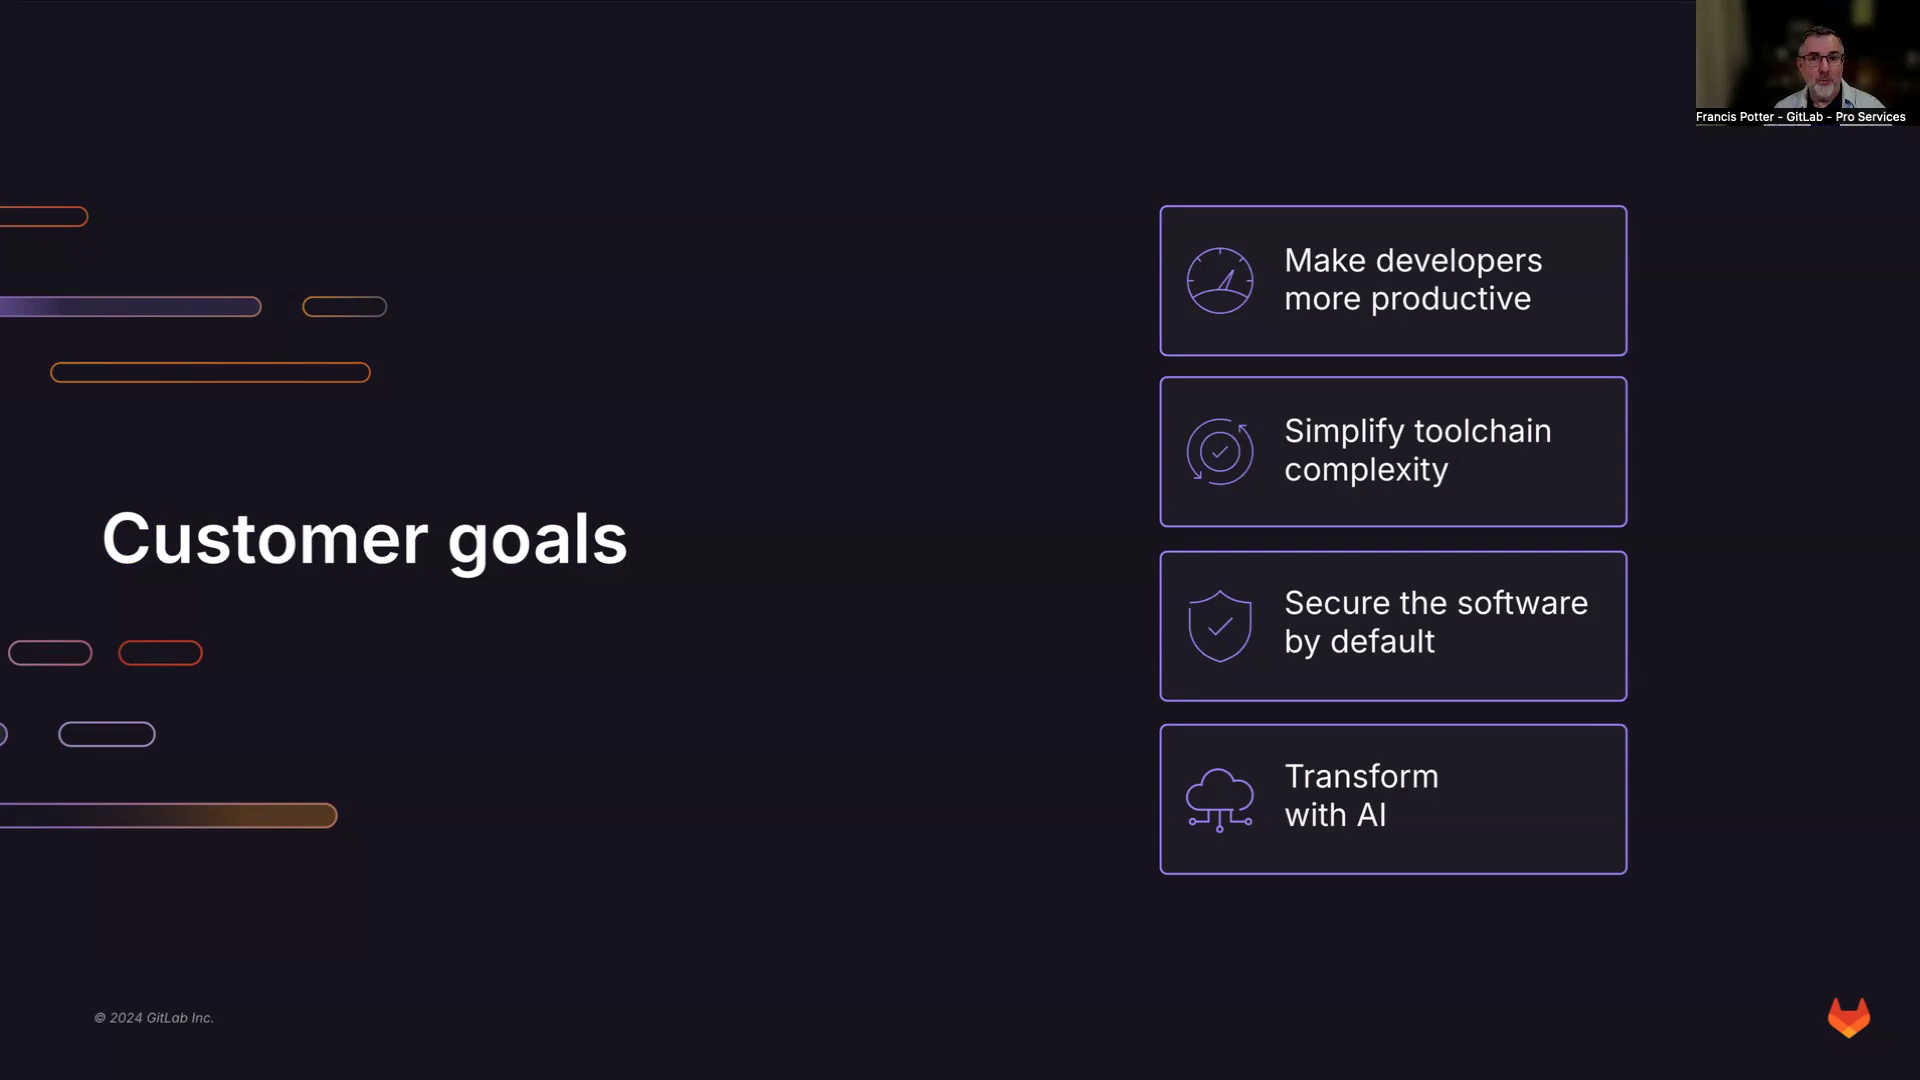 Francis Potter - GitLab - Pro Services
Customer goals
Make developers
more productive
Simplify toolchain
complexity
Secure the software
by default
Transform
with AI
© 2024 GitLab Inc.